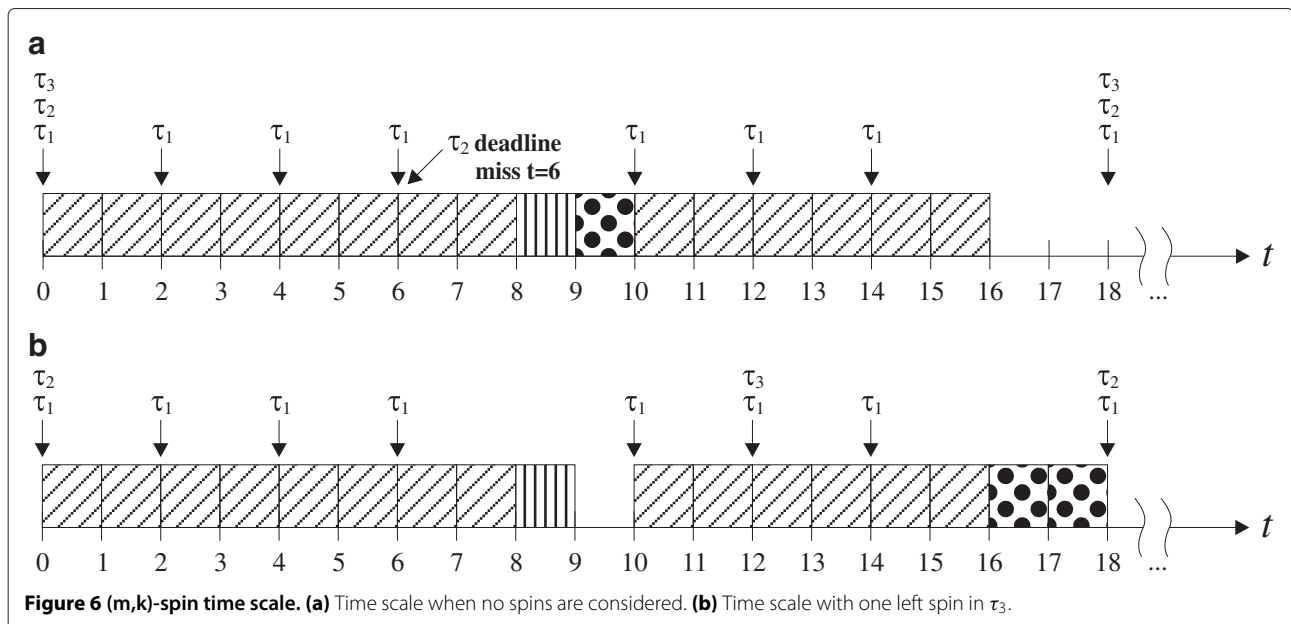 a
τ3 τ3
τ2 τ2
τ1 τ1 τ1 τ1 τ2 deadline τ1 τ1 τ1 τ1
miss t=6
t
0 1 2 3 4 5 6 7 8 9 10 11 12 13 14 15 16 17 18 ...
b
τ2 τ3 τ2
τ1 τ1 τ1 τ1 τ1 τ1 τ1 τ1
t
0 1 2 3 4 5 6 7 8 9 10 11 12 13 14 15 16 17 18 ...
Figure 6 (m,k)-spin time scale. (a) Time scale when no spins are considered. (b) Time scale with one left spin in τ3.